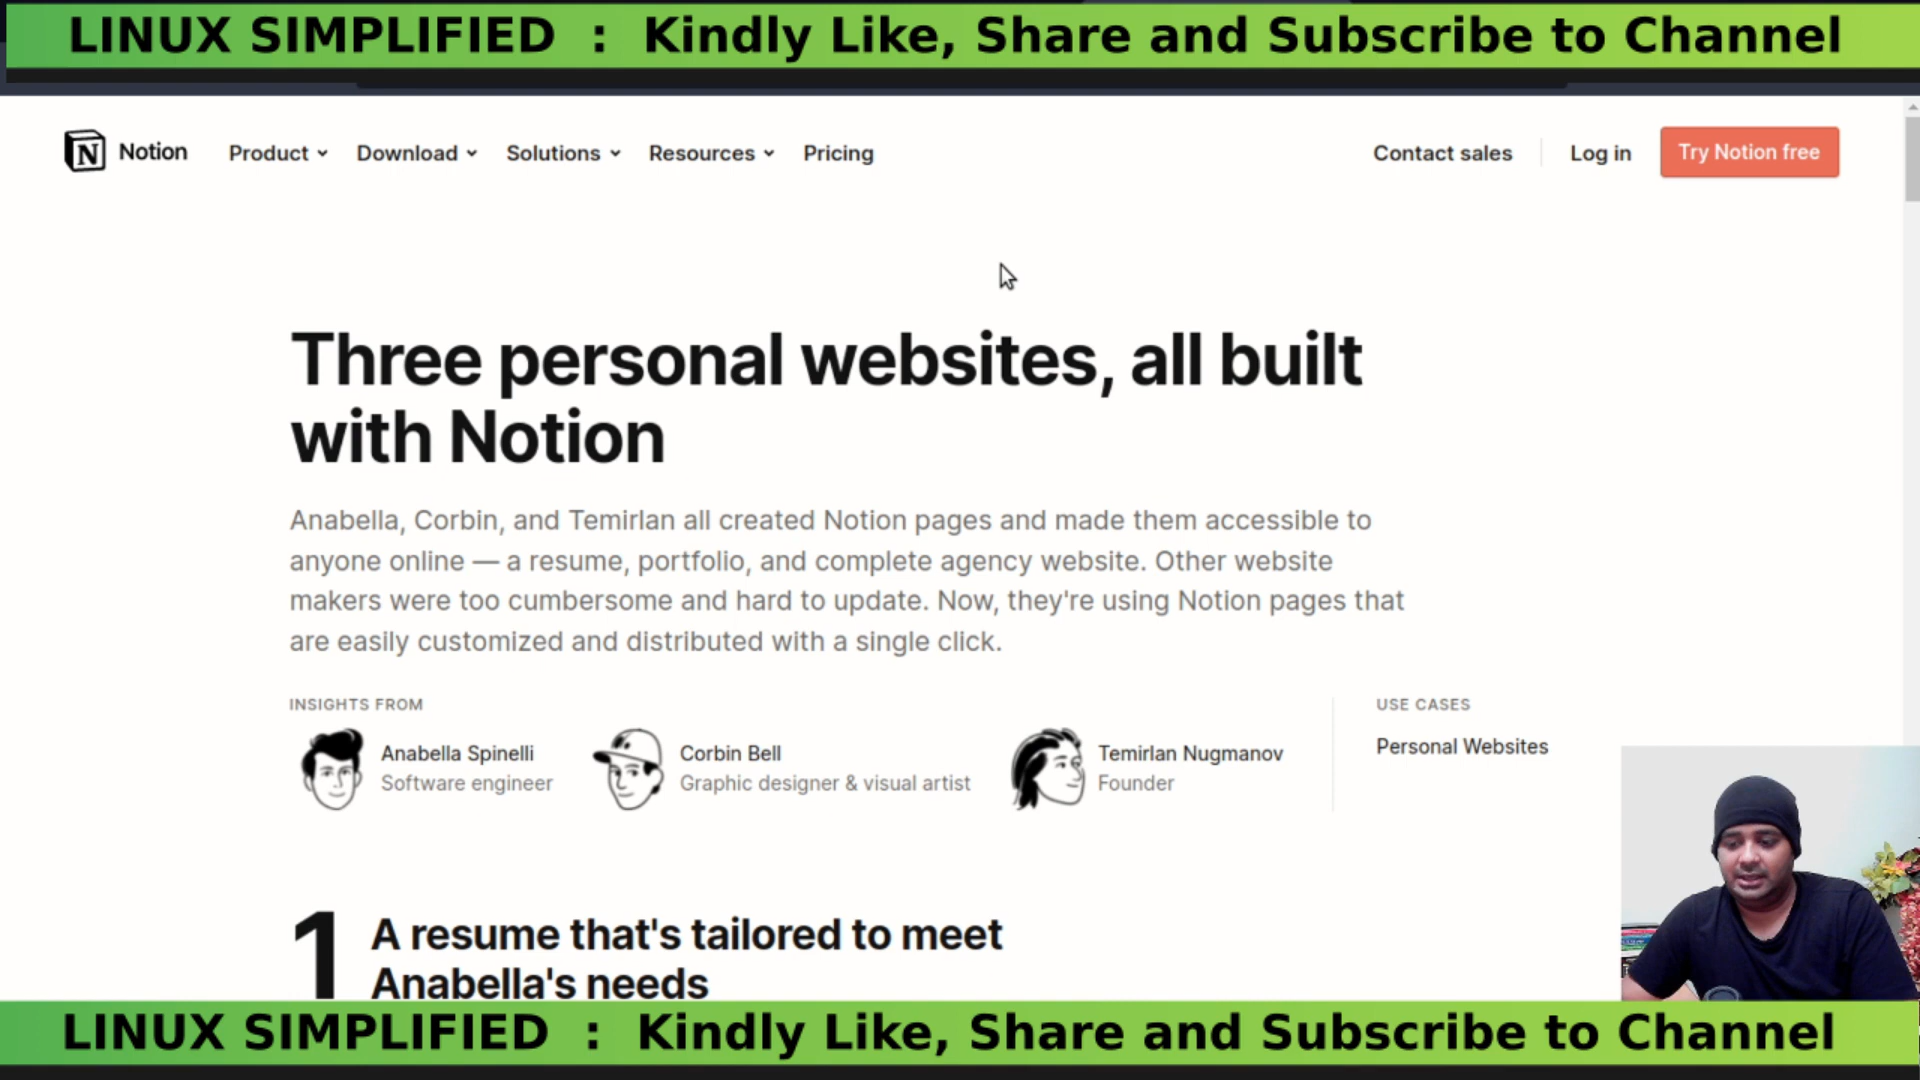 LINUX SIMPLIFIED : Kindly Like, Share and Subscribe to Channel
Notion Product Download Solutions Resources Pricing Contact sales Log in Try Notion free
Three personal websites, all built
with Notion
Anabella, Corbin, and Temirlan all created Notion pages and made them accessible to
anyone online — a resume, portfolio, and complete agency website. Other website
makers were too cumbersome and hard to update. Now, they're using Notion pages that
are easily customized and distributed with a single click.
INSIGHTS FROM
Anabella Spinelli
Software engineer
Corbin Bell
Graphic designer & visual artist
Temirlan Nugmanov
Founder
USE CASES
Personal Websites
1 A resume that's tailored to meet
Anabella's needs
LINUX SIMPLIFIED : Kindly Like, Share and Subscribe to Channel